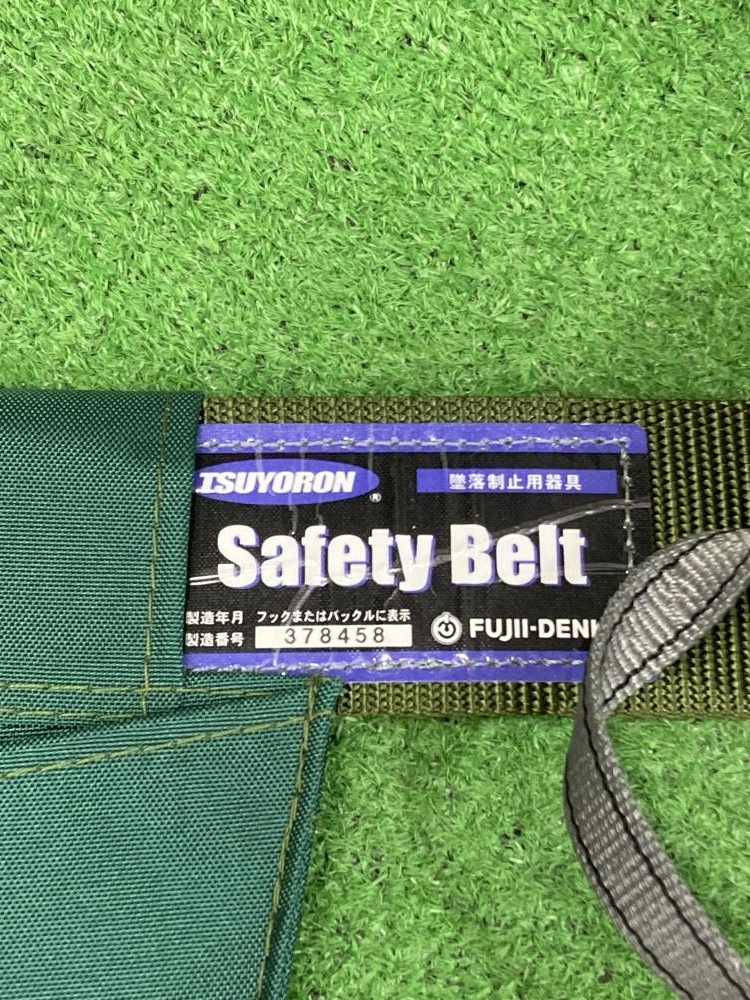 TSUYORON
®
墜落制止用器具
Safety Belt
製造年月 フックまたはバックルに表示
製造番号 378458
FUJII-DENK